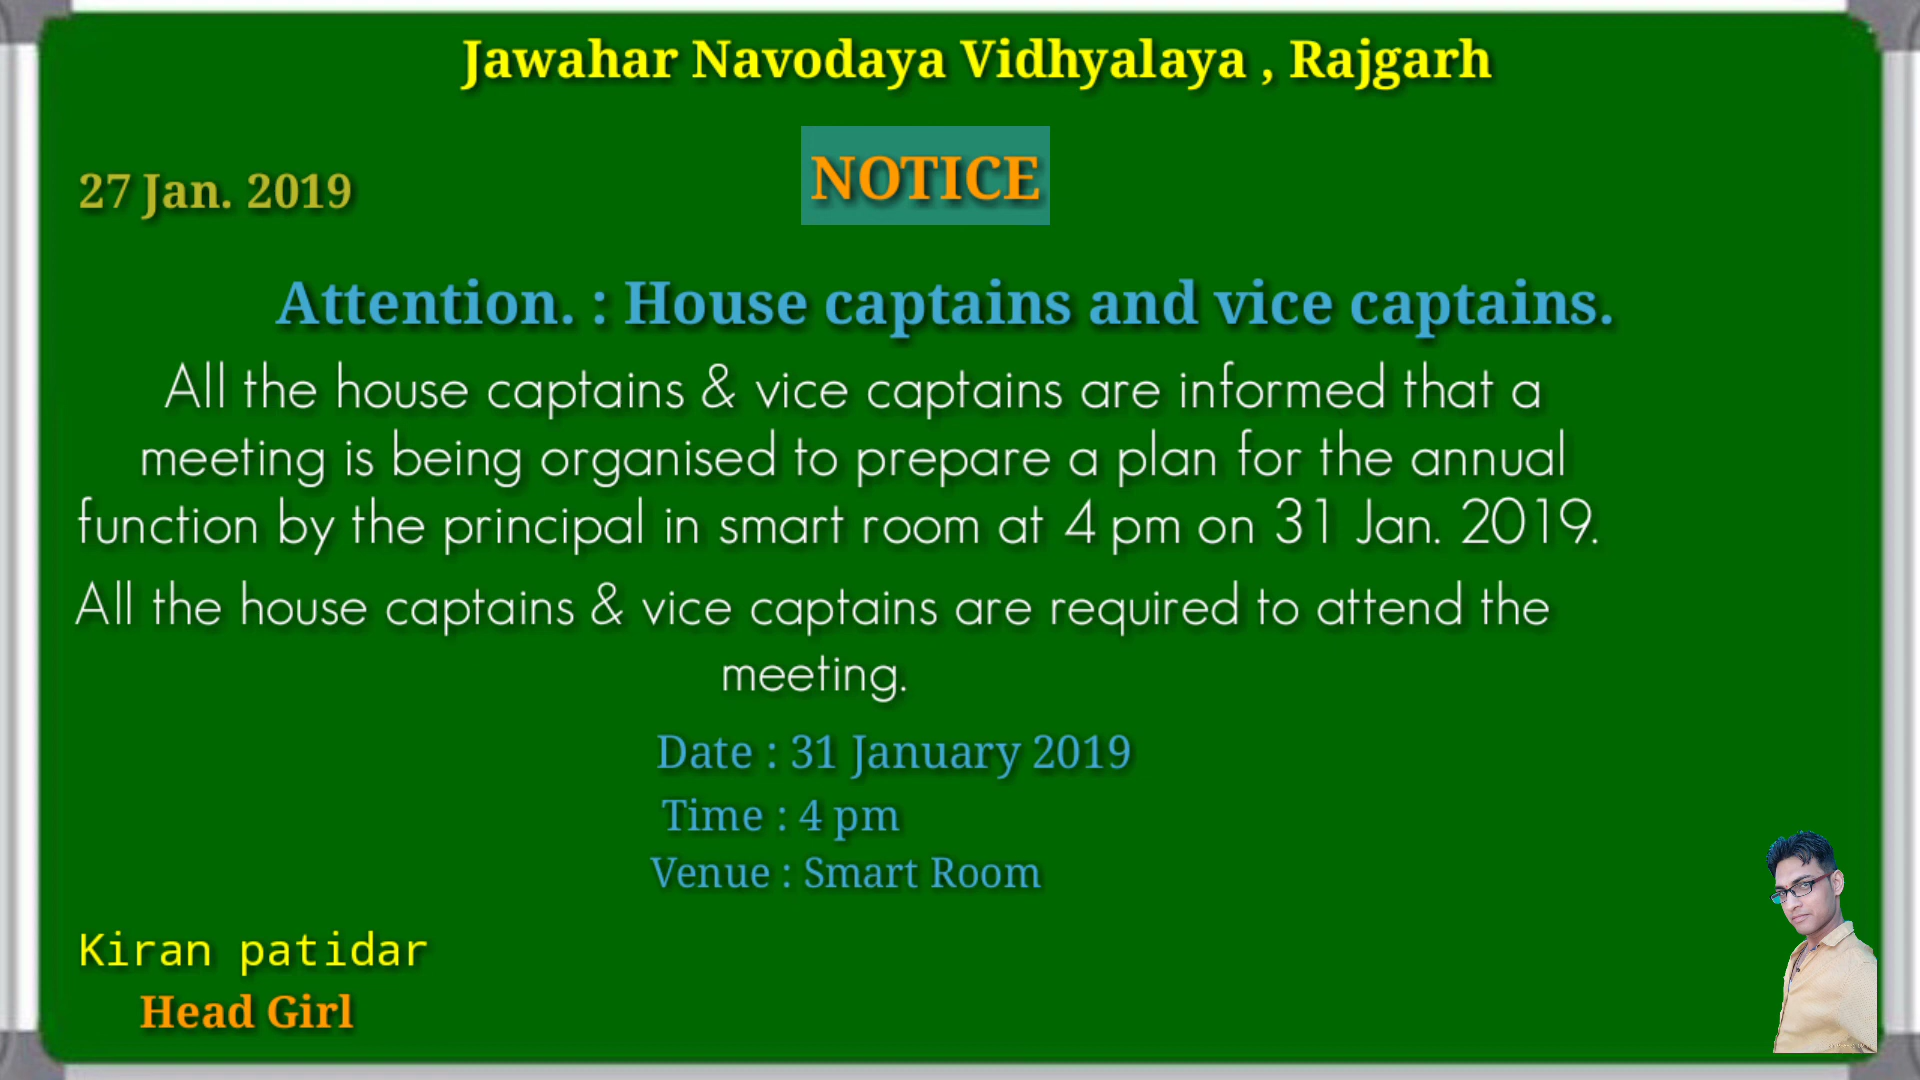 Jawahar Navodaya Vidhyalaya , Rajgarh
NOTICE
27 Jan. 2019
Attention. : House captains and vice captains.
All the house captains & vice captains are informed that a
meeting is being organised to prepare a plan for the annual
function by the principal in smart room at 4 pm on 31 Jan. 2019.
All the house captains & vice captains are required to attend the
meeting.
Date : 31 January 2019
Time : 4 pm
Venue : Smart Room
Kiran patidar
Head Girl